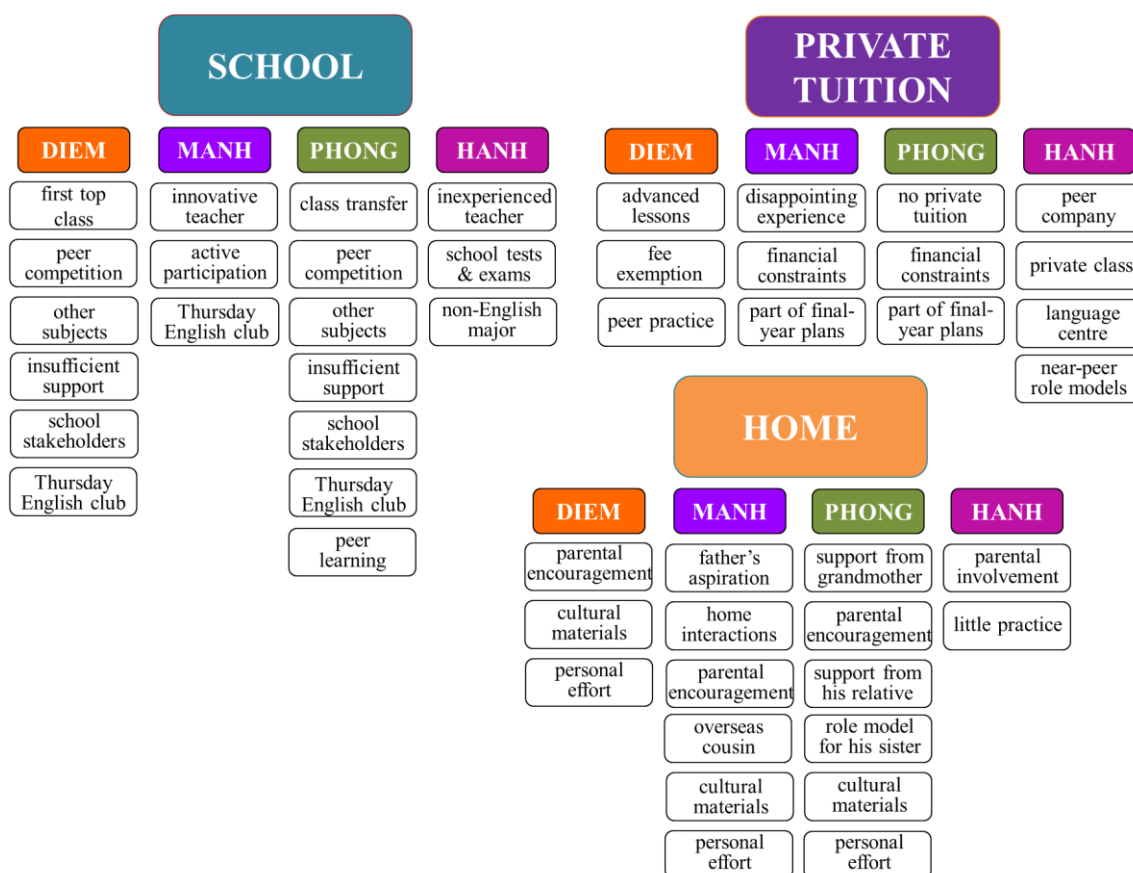 SCHOOL
DIEM
first top
class
peer
competition
other
subjects
insufficient
support
school
stakeholders
Thursday
English club
MANH
innovative
teacher
active
participation
Thursday
English club
PHONG
class transfer
peer
competition
other
subjects
insufficient
support
school
stakeholders
Thursday
English club
peer
learning
HANH
inexperienced
teacher
school tests
& exams
non-English
major
PRIVATE
TUITION
DIEM
advanced
lessons
fee
exemption
peer practice
MANH
disappointing
experience
financial
constraints
part of final-
year plans
PHONG
no private
tuition
financial
constraints
part of final-
year plans
HANH
peer
company
private class
language
centre
near-peer
role models
HOME
DIEM
parental
encouragement
cultural
materials
personal
effort
MANH
father's
aspiration
home
interactions
parental
encouragement
overseas
cousin
cultural
materials
personal
effort
PHONG
support from
grandmother
parental
encouragement
support from
his relative
role model
for his sister
cultural
materials
personal
effort
HANH
parental
involvement
little practice